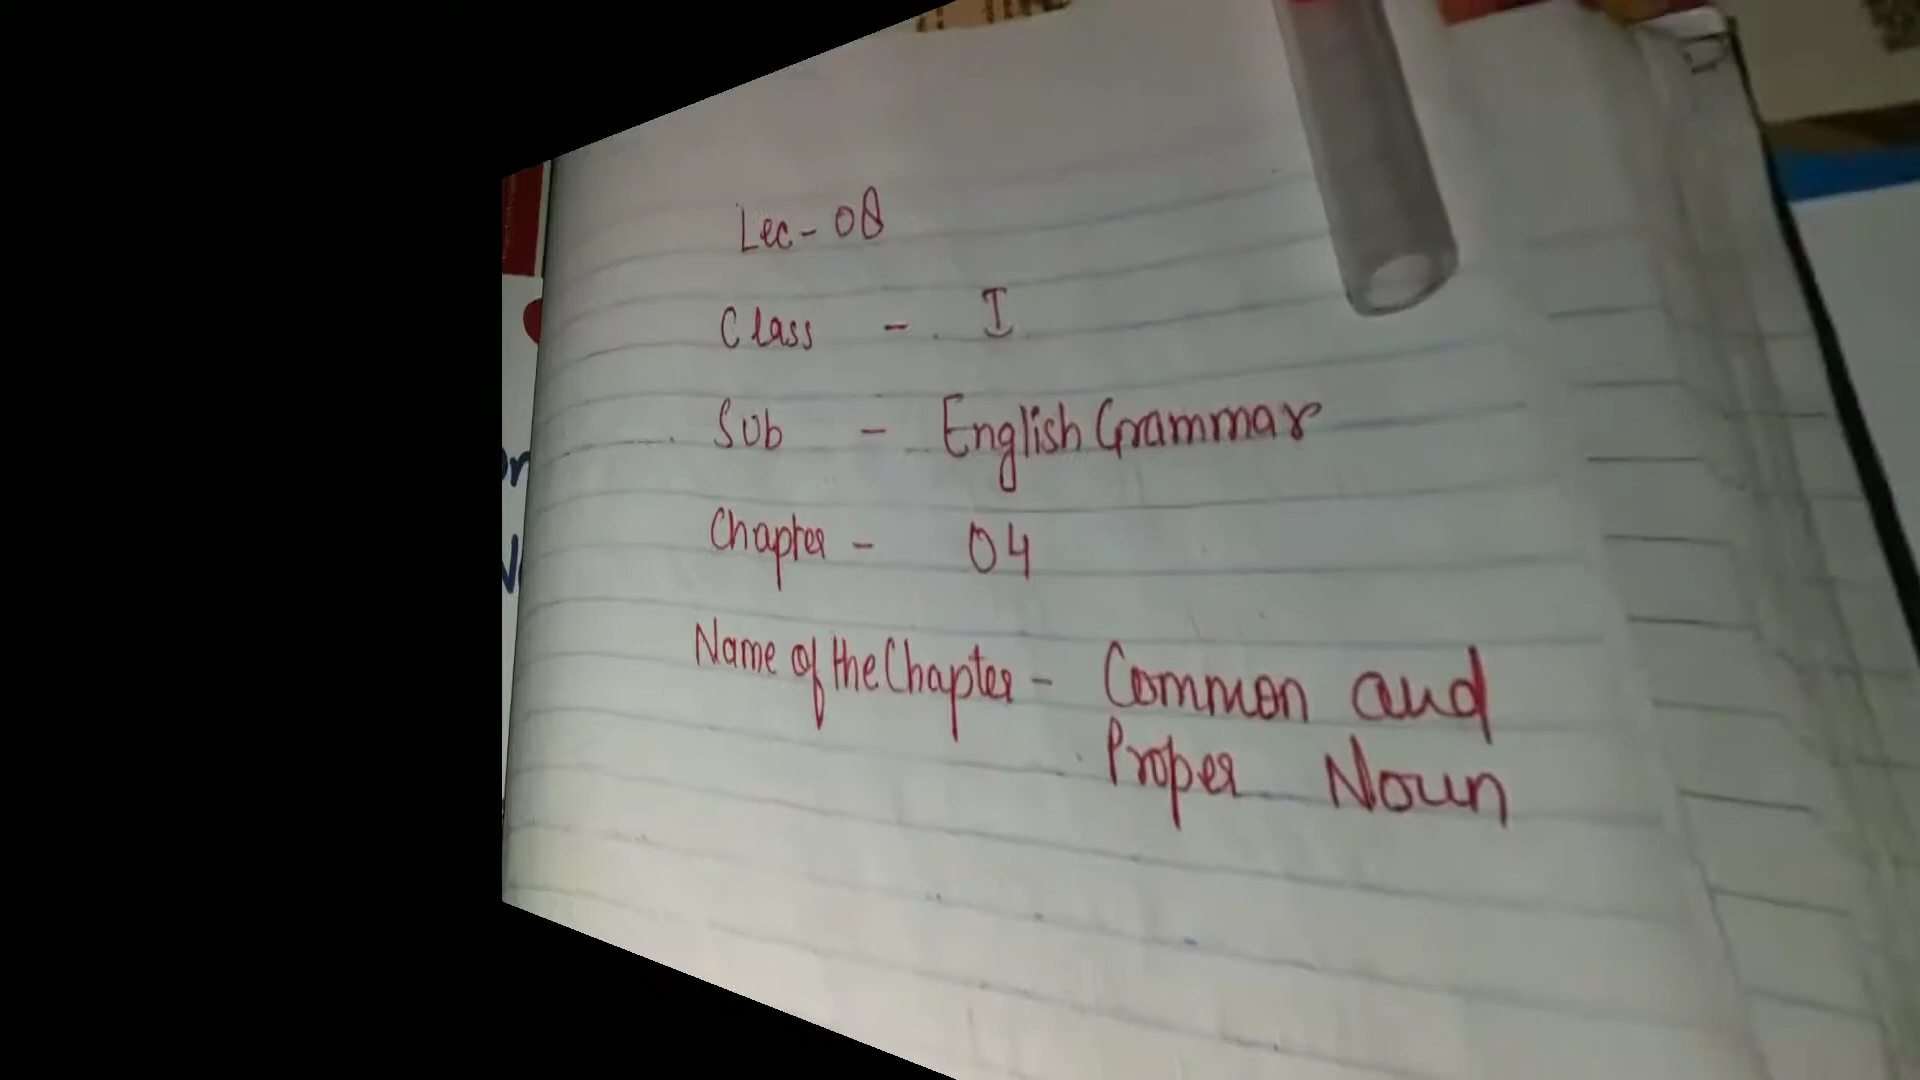 Lec - 08
Class - I
Sub - English Grammar
Chapter - 04
Name of the Chapter - Common and
Proper Noun